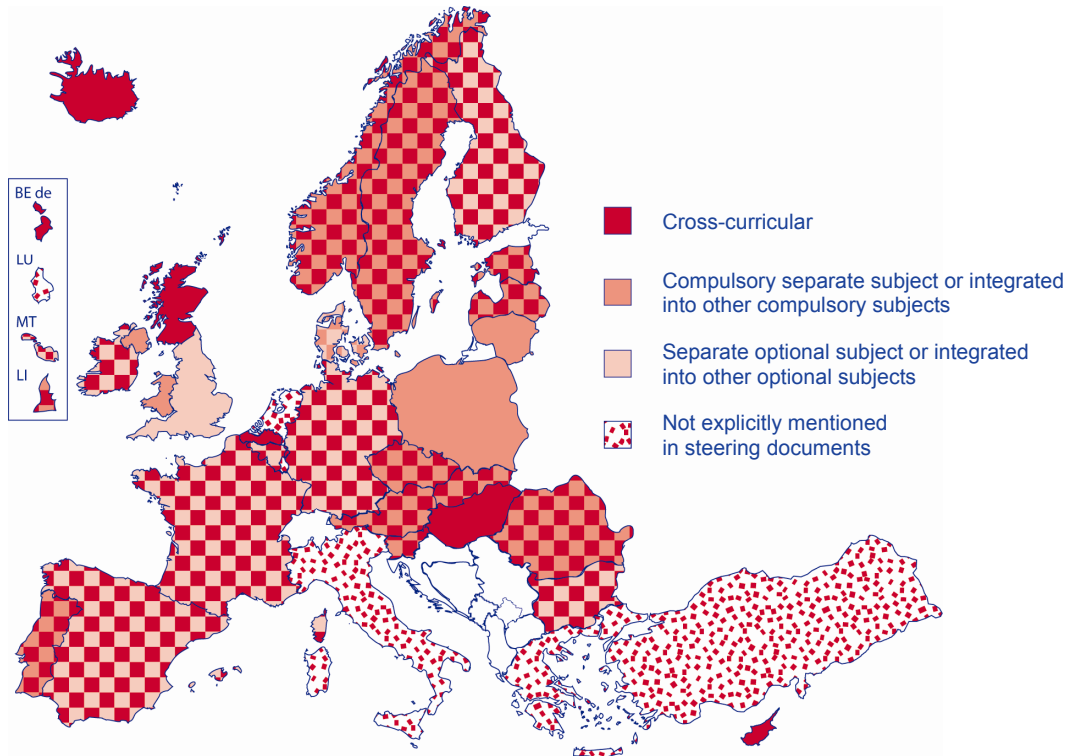 BE de
LU
MT
LI
Cross-curricular
Compulsory separate subject or integrated
into other compulsory subjects
Separate optional subject or integrated
into other optional subjects
Not explicitly mentioned
in steering documents